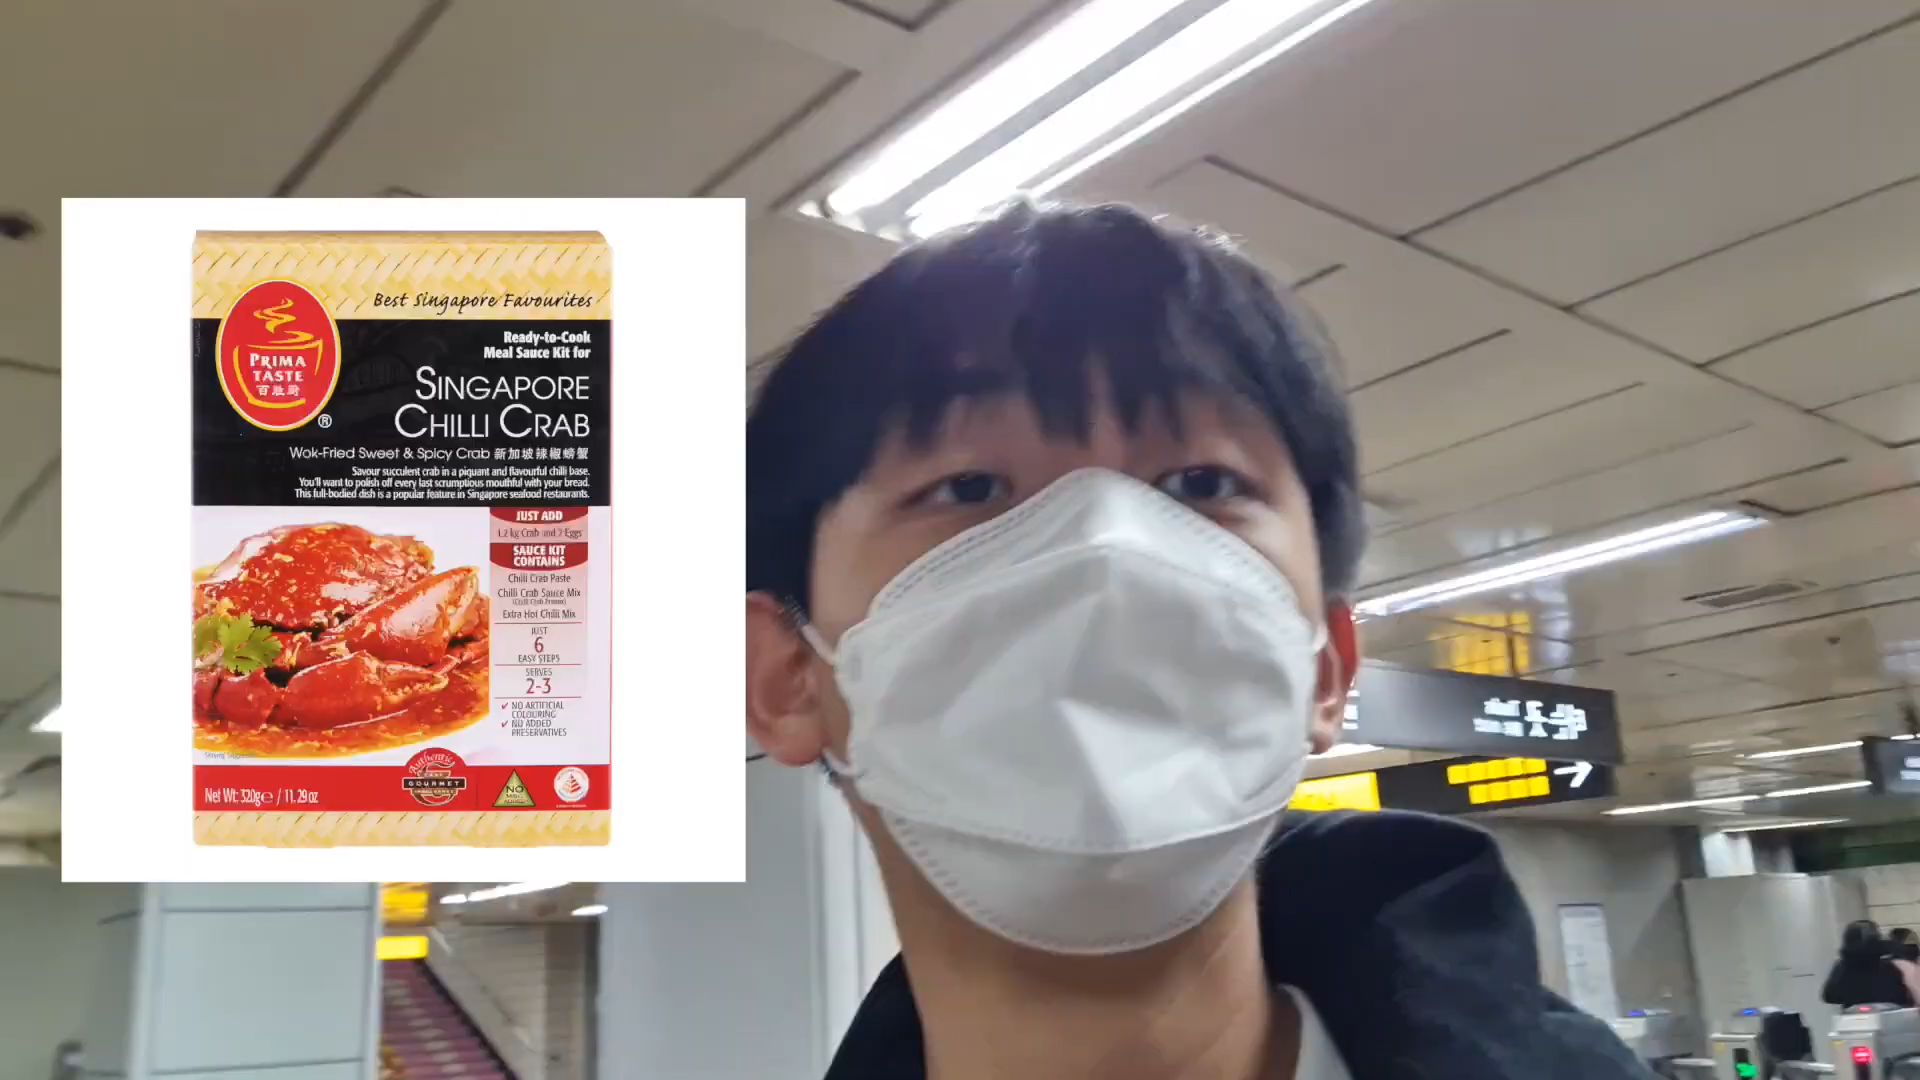 Best Singapore Favourites
PRIMA
TASTE
百胜厨
®
Ready-to-Cook
Meal Sauce Kit for
SINGAPORE
CHILLI CRAB
Wok-Fried Sweet & Spicy Crab 新加坡辣椒螃蟹
Savour succulent crab in a piquant and flavourful chilli base.
You'll want to polish off every last scrumptious mouthful with your bread.
This full-bodied dish is a popular feature in Singapore seafood restaurants.
JUST ADD
1.2 kg Crab and 2 Eggs
SAUCE KIT
CONTAINS
Chilli Crab Paste
Chilli Crab Sauce Mix
Extra Hot Chilli Mix
JUST
6
EASY STEPS
SERVES
2-3
NO ARTIFICIAL
COLOURING
NO ADDED
PRESERVATIVES
Net Wt: 320g e / 11.29 oz
Authentic
GOURMET
NO